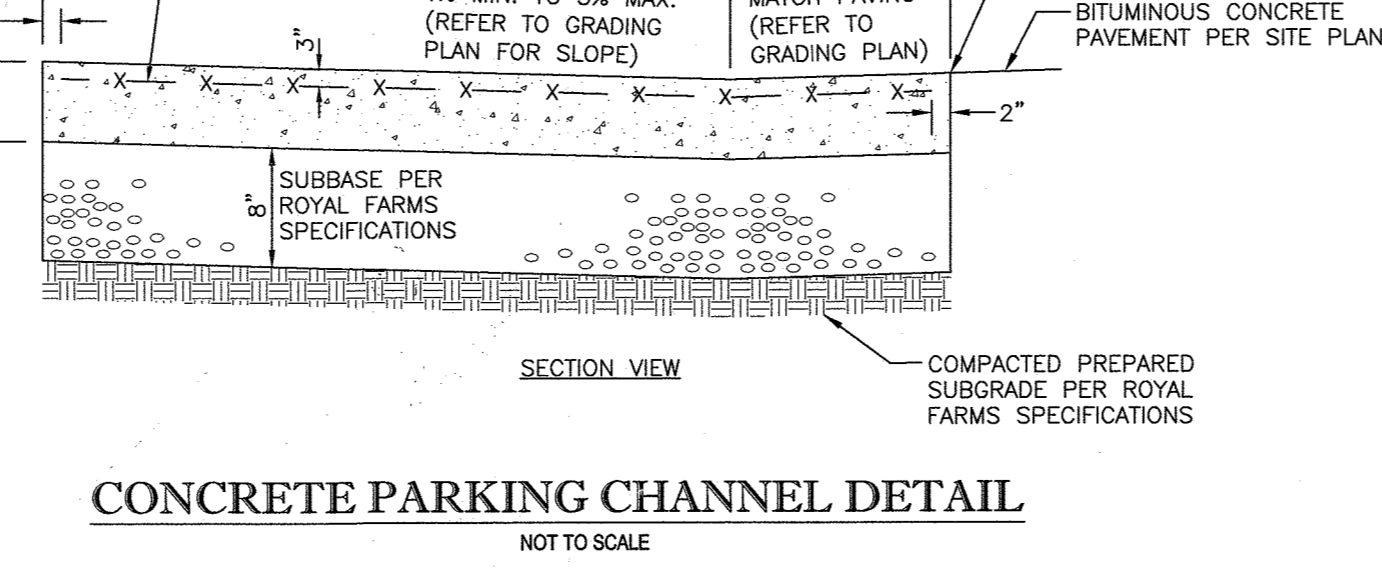 (REFER TO GRADING
PLAN FOR SLOPE)
(REFER TO
GRADING PLAN)
BITUMINOUS CONCRETE
PAVEMENT PER SITE PLAN
3"
2"
8"
SUBBASE PER
ROYAL FARMS
SPECIFICATIONS
SECTION VIEW
COMPACTED PREPARED
SUBGRADE PER ROYAL
FARMS SPECIFICATIONS
CONCRETE PARKING CHANNEL DETAIL
NOT TO SCALE